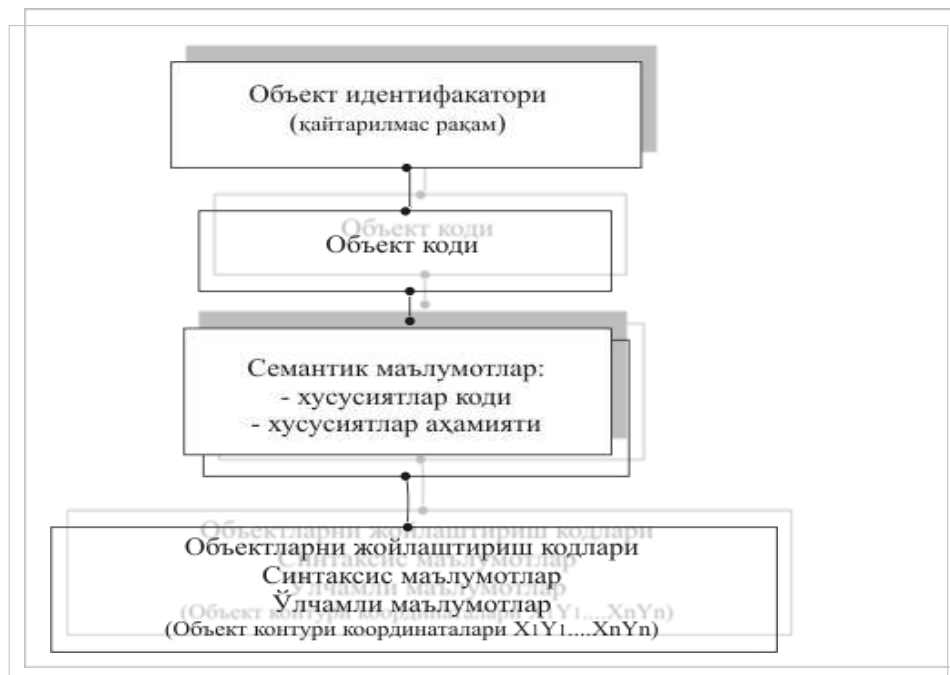 Объект идентифакатори
(қайтарилмас рақам)
Объект коди
Семантик маълумотлар:
- хусусиятлар коди
- хусусиятлар аҳамияти
Объектларни жойлаштириш кодлари
Синтаксис маълумотлар
Ўлчамли маълумотлар
(Объект контури координаталари X1Y1....XnYn)